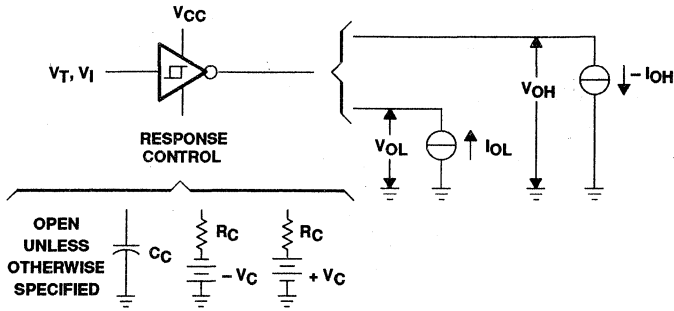 VCC
VT, VI
RESPONSE
CONTROL
VOH
– IOH
VOL
IOL
OPEN
UNLESS
OTHERWISE
SPECIFIED
CC
RC
– VC
RC
+ VC